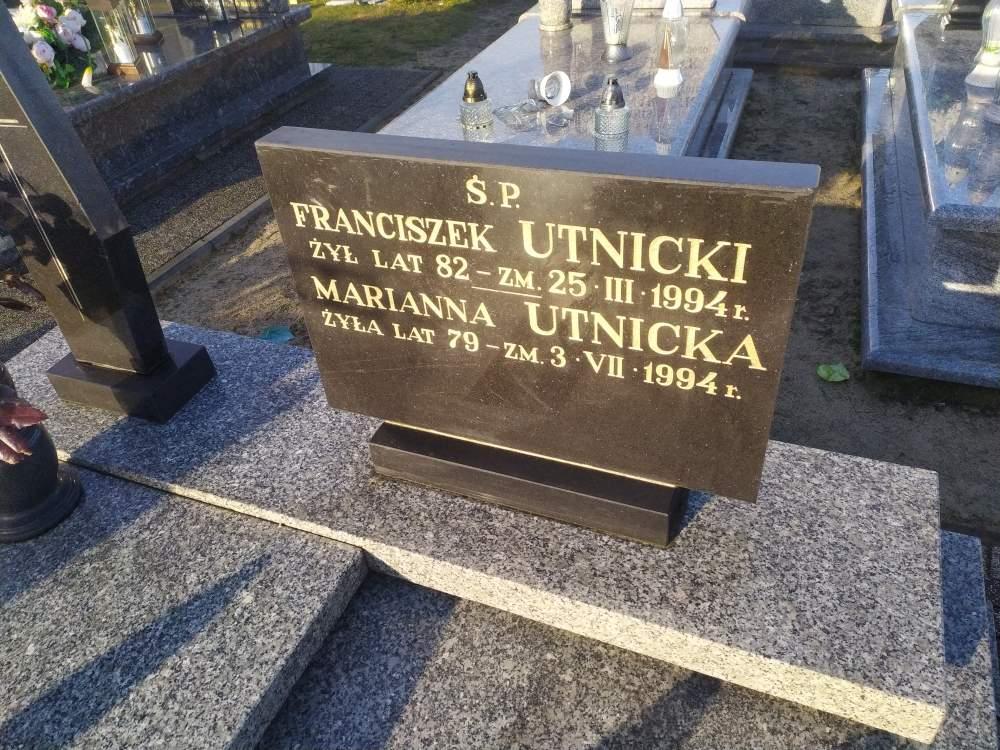 Ś.P.
FRANCISZEK UTNICKI
ŻYŁ LAT 82 – ZM. 25 · III · 1994 r.
MARIANNA UTNICKA
ŻYŁA LAT 79 – ZM. 3 · VII · 1994 r.